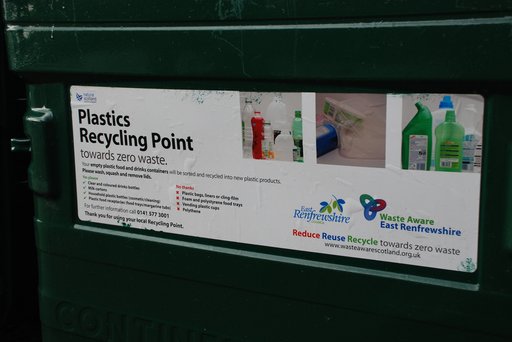 Plastics
Recycling Point
towards zero waste.
Your empty plastic food and drinks containers will be sorted and recycled into new plastic products.
Please wash, squash and remove lids.
Yes please
Clear and coloured drinks bottles
Milk cartons
Household plastic bottles (cosmetic/cleaning)
Plastic food receptacles (food trays/margarine tubs)
No thanks
Plastic bags, liners or cling film
Foam and polystyrene food trays
Vending plastic cups
Polythene
For further information call 0141 577 3001
Thank you for using your local Recycling Point.
East
Renfrewshire
Waste Aware
East Renfrewshire
Reduce Reuse Recycle towards zero waste
www.wasteawarescotland.org.uk
CONTIN